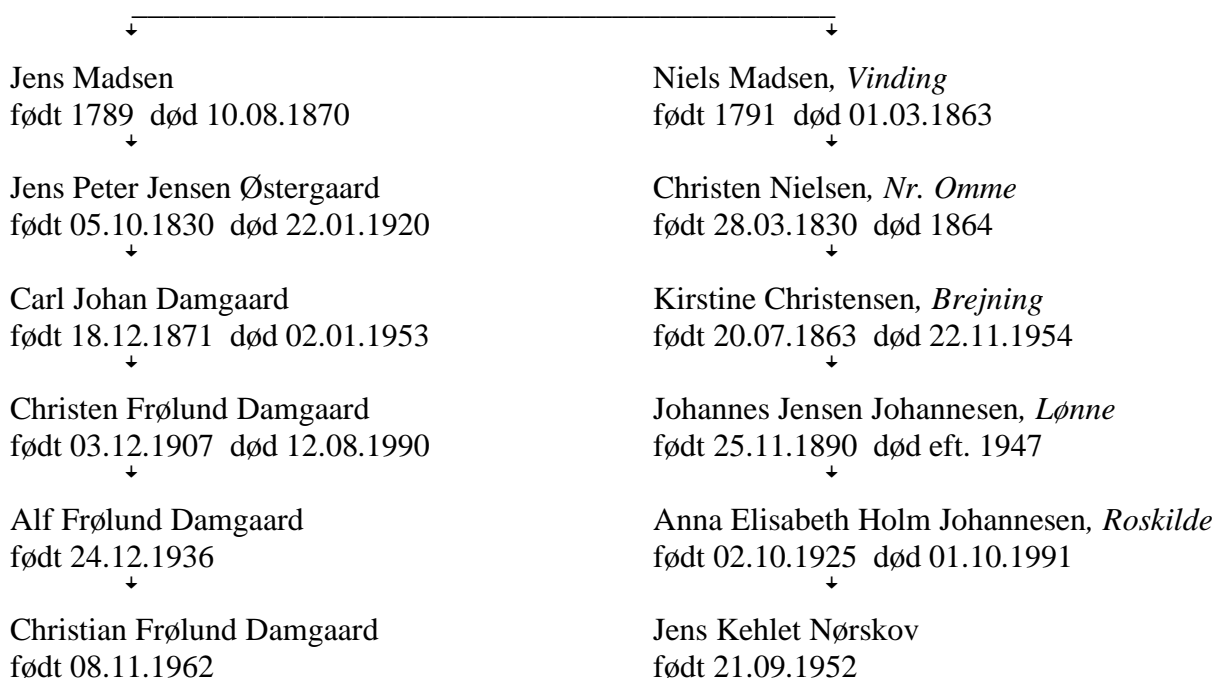 Jens Madsen
født 1789 død 10.08.1870
Jens Peter Jensen Østergaard
født 05.10.1830 død 22.01.1920
Carl Johan Damgaard
født 18.12.1871 død 02.01.1953
Christen Frølund Damgaard
født 03.12.1907 død 12.08.1990
Alf Frølund Damgaard
født 24.12.1936
Christian Frølund Damgaard
født 08.11.1962
Niels Madsen, Vinding
født 1791 død 01.03.1863
Christen Nielsen, Nr. Omme
født 28.03.1830 død 1864
Kirstine Christensen, Brejning
født 20.07.1863 død 22.11.1954
Johannes Jensen Johannesen, Lønne
født 25.11.1890 død eft. 1947
Anna Elisabeth Holm Johannesen, Roskilde
født 02.10.1925 død 01.10.1991
Jens Kehlet Nørskov
født 21.09.1952